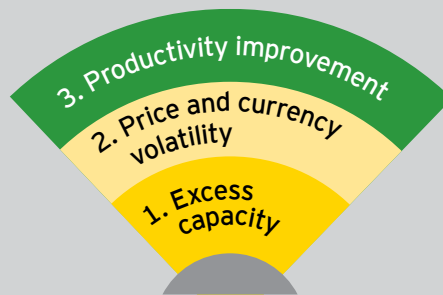 3. Productivity improvement
2. Price and currency
volatility
1. Excess
capacity